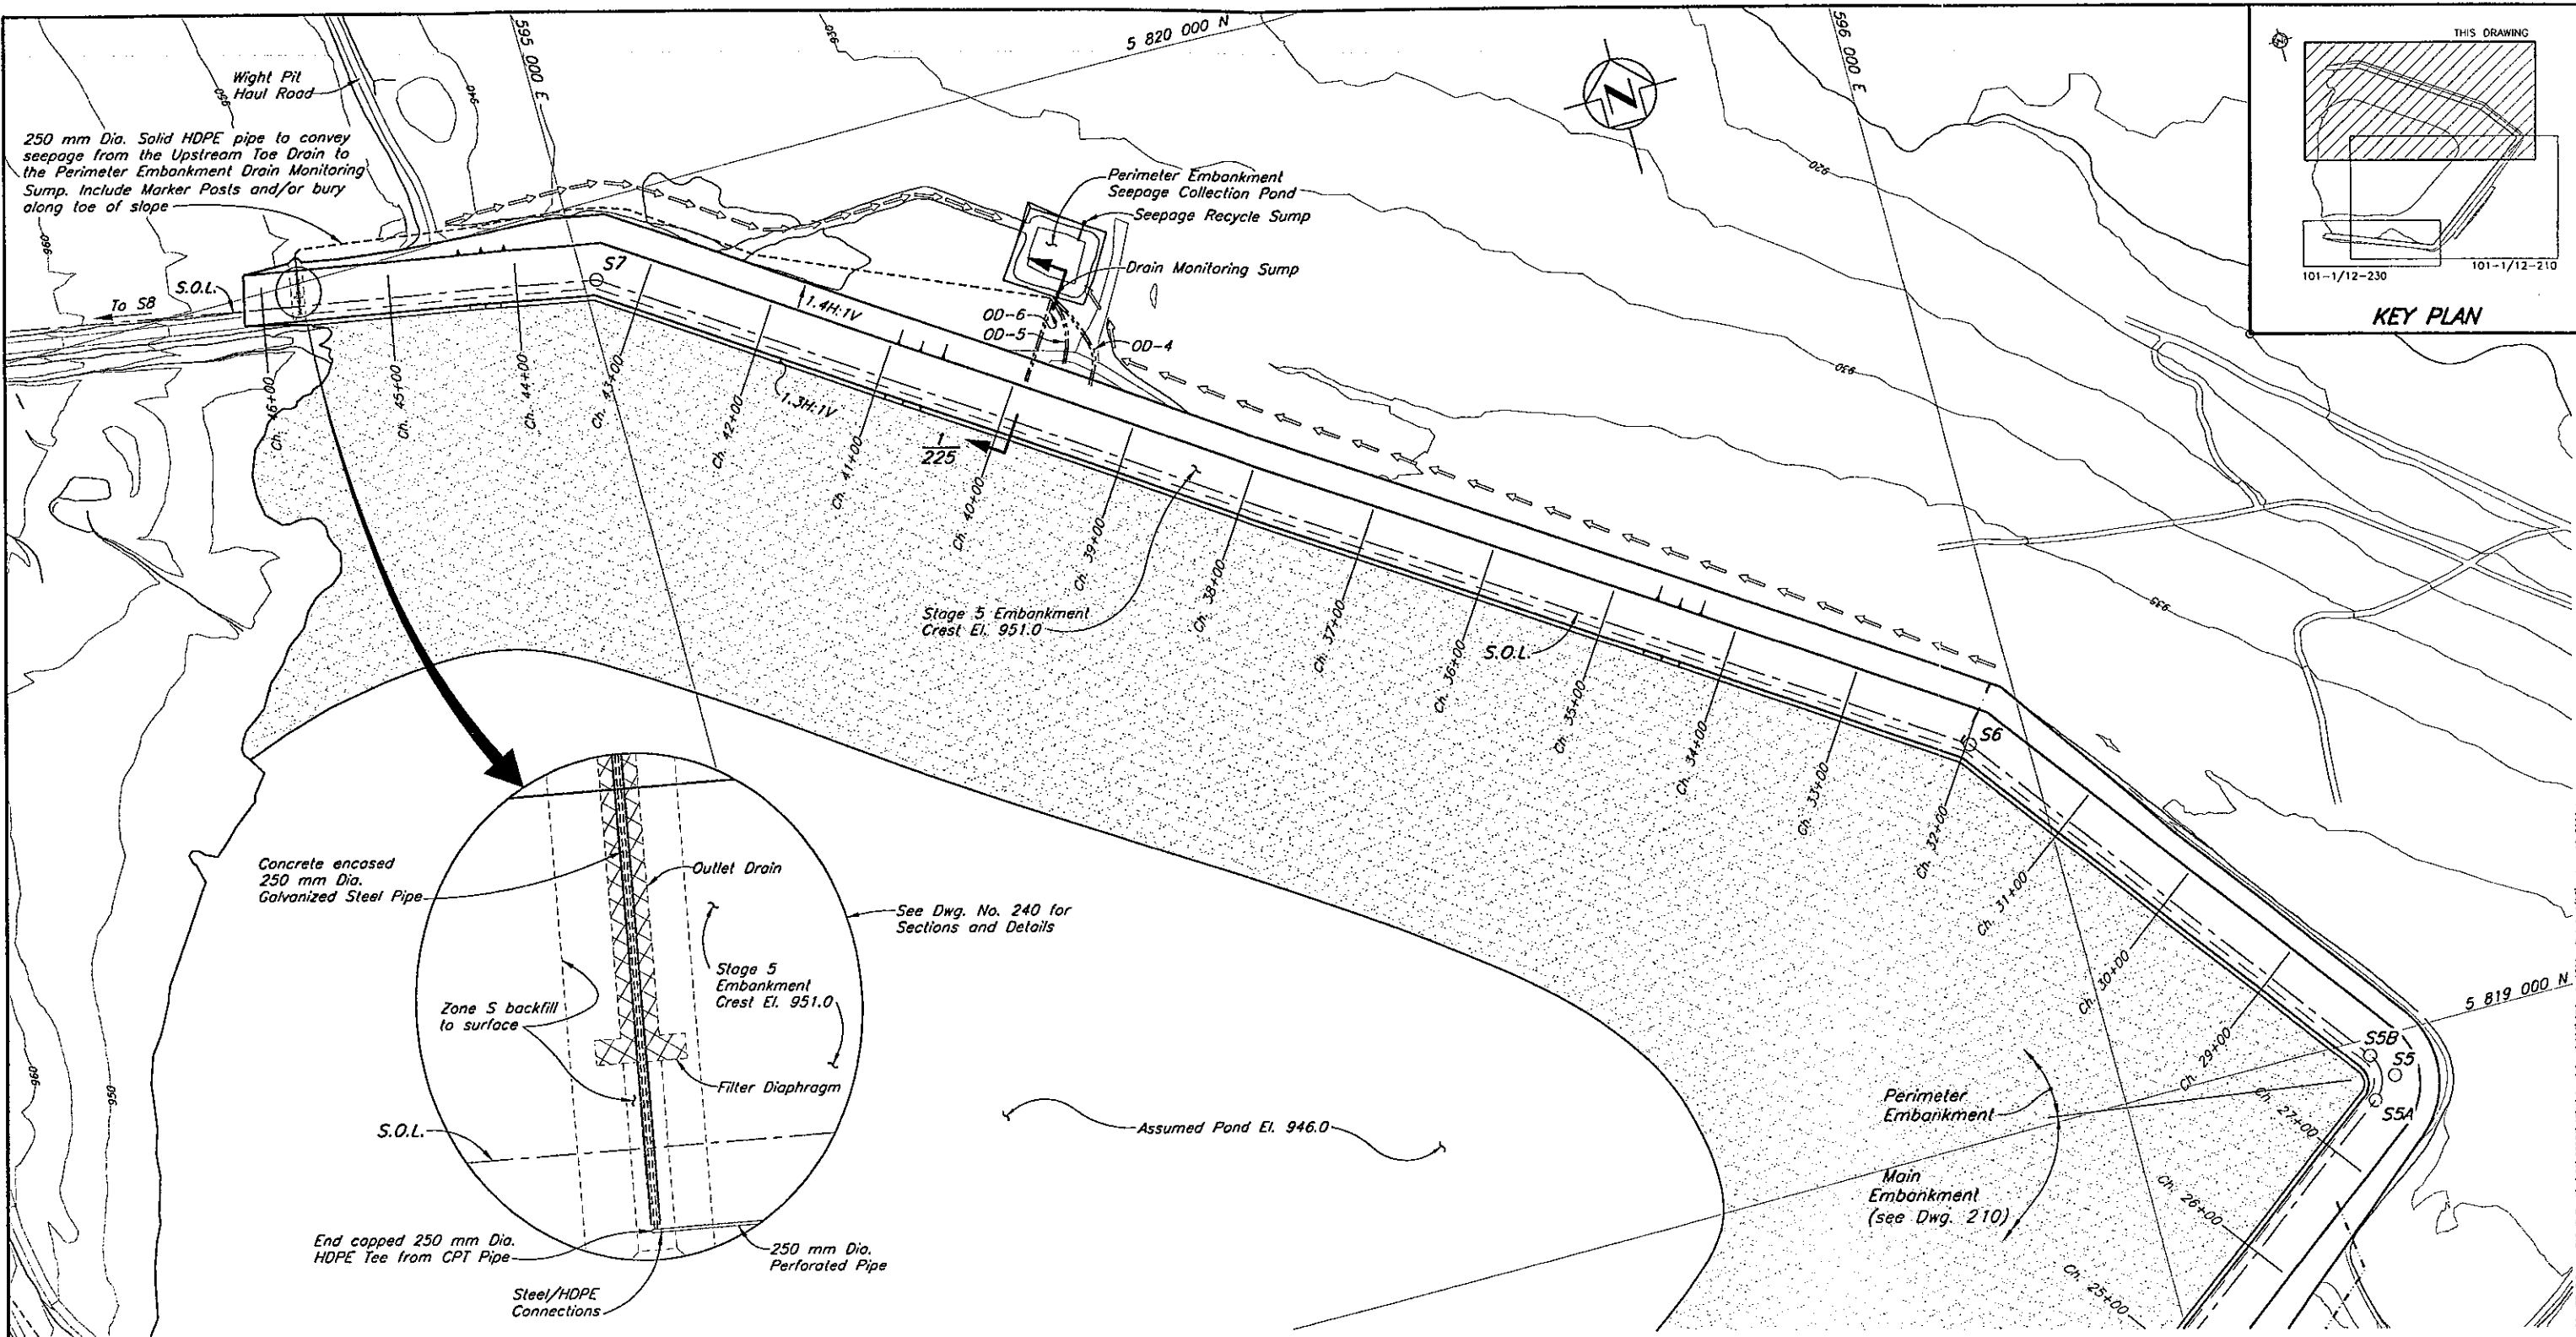 595 000 E
930
5 820 000 N
596 000 E
THIS DRAWING
101-1/12-230
101-1/12-210
KEY PLAN
Wight Pit
Haul Road
950
940
250 mm Dia. Solid HDPE pipe to convey
seepage from the Upstream Toe Drain to
the Perimeter Embankment Drain Monitoring
Sump. Include Marker Posts and/or bury
along toe of slope
960
N
920
Perimeter Embankment
Seepage Collection Pond
Seepage Recycle Sump
Drain Monitoring Sump
OD-6
OD-5
OD-4
To S8
S.O.L.
S7
1.4H:1V
1.3H:1V
930
935
1
225
Ch. 46+00
Ch. 45+00
Ch. 44+00
Ch. 43+00
Ch. 42+00
Ch. 41+00
Ch. 40+00
Ch. 39+00
Ch. 38+00
Ch. 37+00
Ch. 36+00
Ch. 35+00
Ch. 34+00
Ch. 33+00
Ch. 32+00
Ch. 31+00
Ch. 30+00
Ch. 29+00
Ch. 27+00
Ch. 26+00
Ch. 25+00
Stage 5 Embankment
Crest El. 951.0
S.O.L.
S6
5 819 000 N
S5B
S5
S5A
Concrete encased
250 mm Dia.
Galvanized Steel Pipe
Outlet Drain
See Dwg. No. 240 for
Sections and Details
Stage 5
Embankment
Crest El. 951.0
Zone S backfill
to surface
Filter Diaphragm
S.O.L.
End capped 250 mm Dia.
HDPE Tee from CPT Pipe
250 mm Dia.
Perforated Pipe
Steel/HDPE
Connections
Assumed Pond El. 946.0
Perimeter
Embankment
Main
Embankment
(see Dwg. 210)
960
950